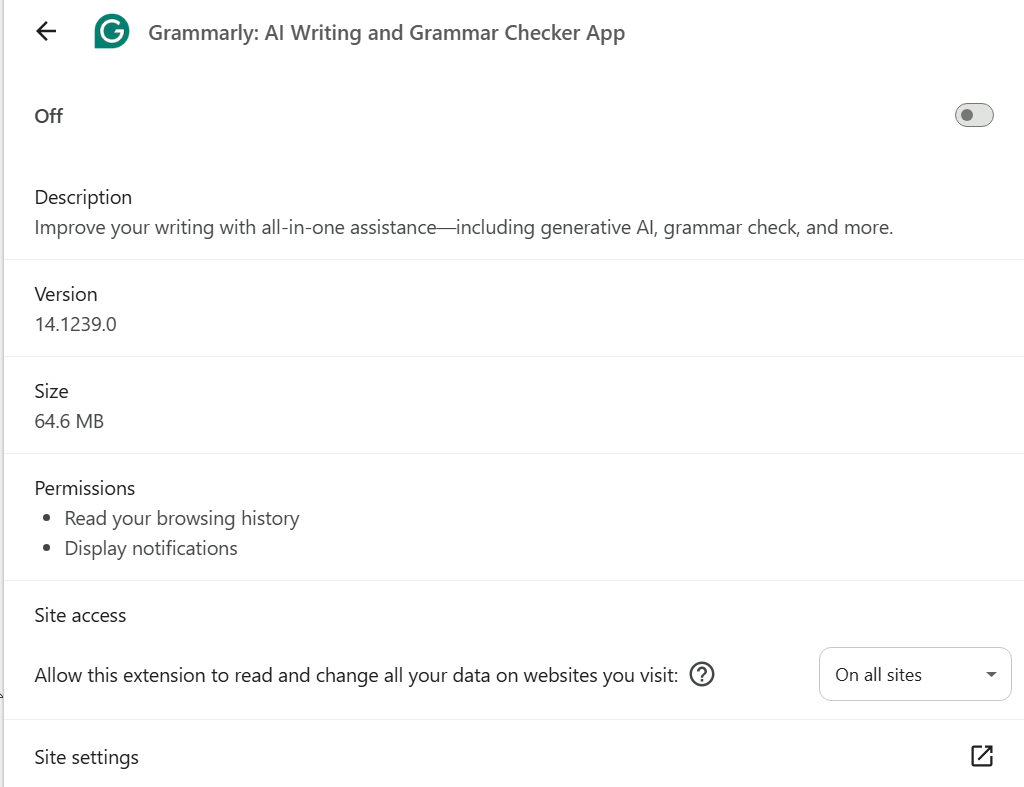 Grammarly: AI Writing and Grammar Checker App
Off
Description
Improve your writing with all-in-one assistance—including generative AI, grammar check, and more.
Version
14.1239.0
Size
64.6 MB
Permissions
Read your browsing history
Display notifications
Site access
Allow this extension to read and change all your data on websites you visit:
On all sites
Site settings